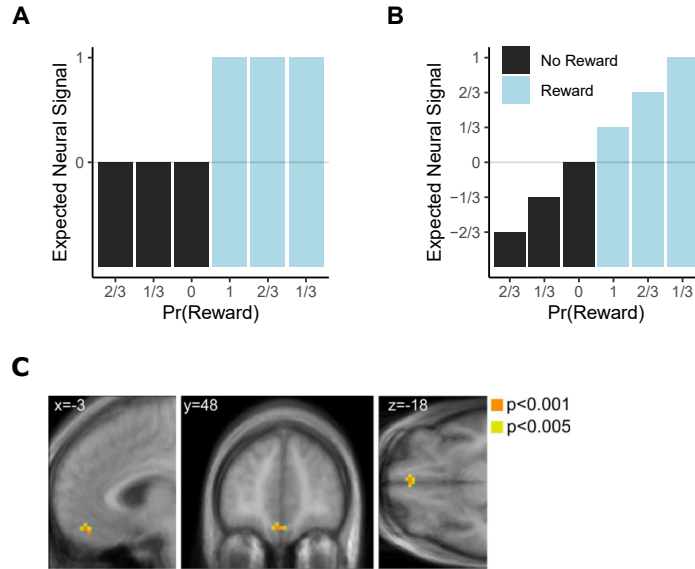 A
Expected Neural Signal
1
0
2/3 1/3 0 1 2/3 1/3
Pr(Reward)
B
Expected Neural Signal
1
2/3
1/3
0
−1/3
−2/3
No Reward
Reward
2/3 1/3 0 1 2/3 1/3
Pr(Reward)
C
x=-3
y=48
z=-18
p<0.001
p<0.005